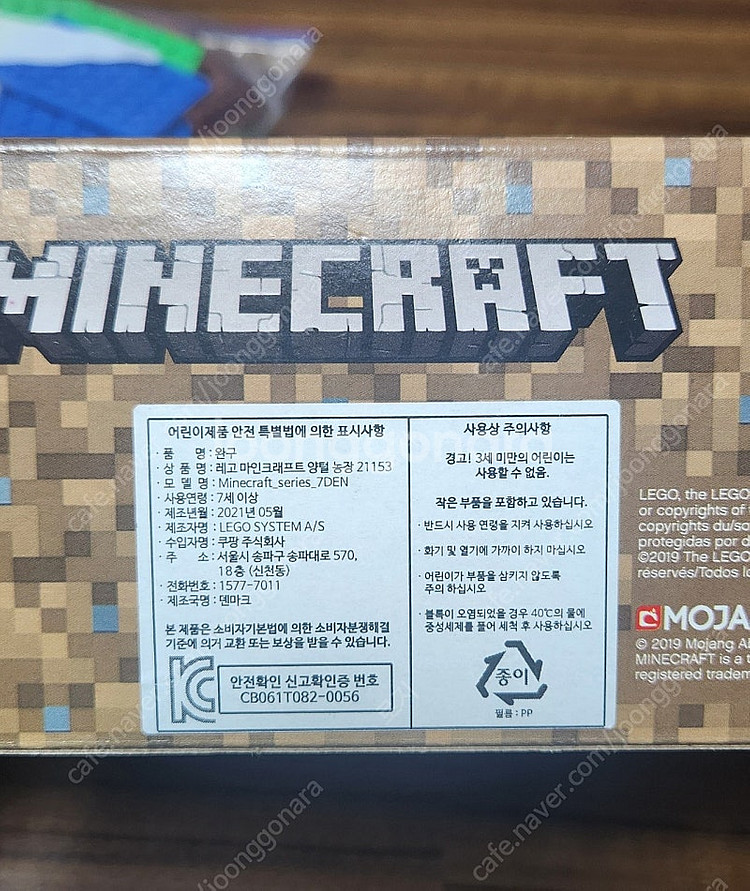 MINECRAFT
어린이제품 안전 특별법에 의한 표시사항
· 품 명 : 완구
· 상 품 명 : 레고 마인크래프트 양털 농장 21153
· 모 델 명 : Minecraft_series_7DEN
· 사용연령 : 7세 이상
· 제조년월 : 2021년 05월
· 제조자명 : LEGO SYSTEM A/S
· 수입자명 : 쿠팡 주식회사
· 주 소 : 서울시 송파구 송파대로 570,
18층 (신천동)
· 전화번호 : 1577-7011
· 제조국명 : 덴마크
본 제품은 소비자기본법에 의한 소비자분쟁해결
기준에 의거 교환 또는 보상을 받을 수 있습니다.
안전확인 신고확인증 번호
CB061T082-0056
사용상 주의사항
경고! 3세 미만의 어린이는
사용할 수 없음.
작은 부품을 포함하고 있습니다.
· 반드시 사용 연령을 지켜 사용하십시오
· 화기 및 열기에 가까이 하지 마십시오
· 어린이가 부품을 삼키지 않도록
주의 하십시오
· 블록이 오염되었을 경우 40℃의 물에
중성세제를 풀어 세척 후 사용하십시오
종이
필름 : PP
LEGO, the LEGO
or copyrights of
copyrights du/so
protegidas por d
©2019 The LEGO
réservés/Todos lo
MOJA
© 2019 Mojang AB
MINECRAFT is a t
registered tradem
cafe.naver.com/joonggonara
joonggonara